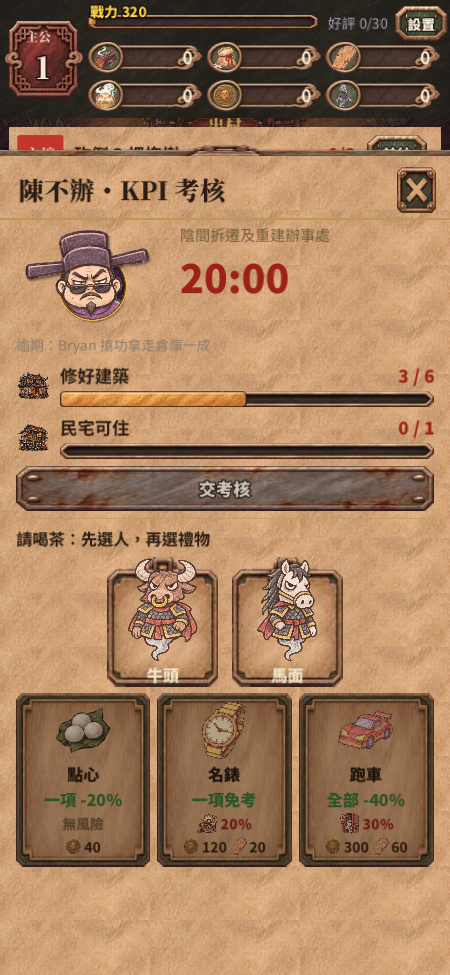 戰力.320
好評 0/30
設置
主公
1
0
0
0
0
0
0
陳不辦・KPI 考核
陰間拆遷及重建辦事處
20:00
逾期：Bryan 搶功拿走倉庫一成
修好建築 3 / 6
民宅可住 0 / 1
交考核
請喝茶：先選人，再選禮物
牛頭
馬面
點心
一項 -20%
無風險
40
名錶
一項免考
20%
120 20
跑車
全部 -40%
30%
300 60